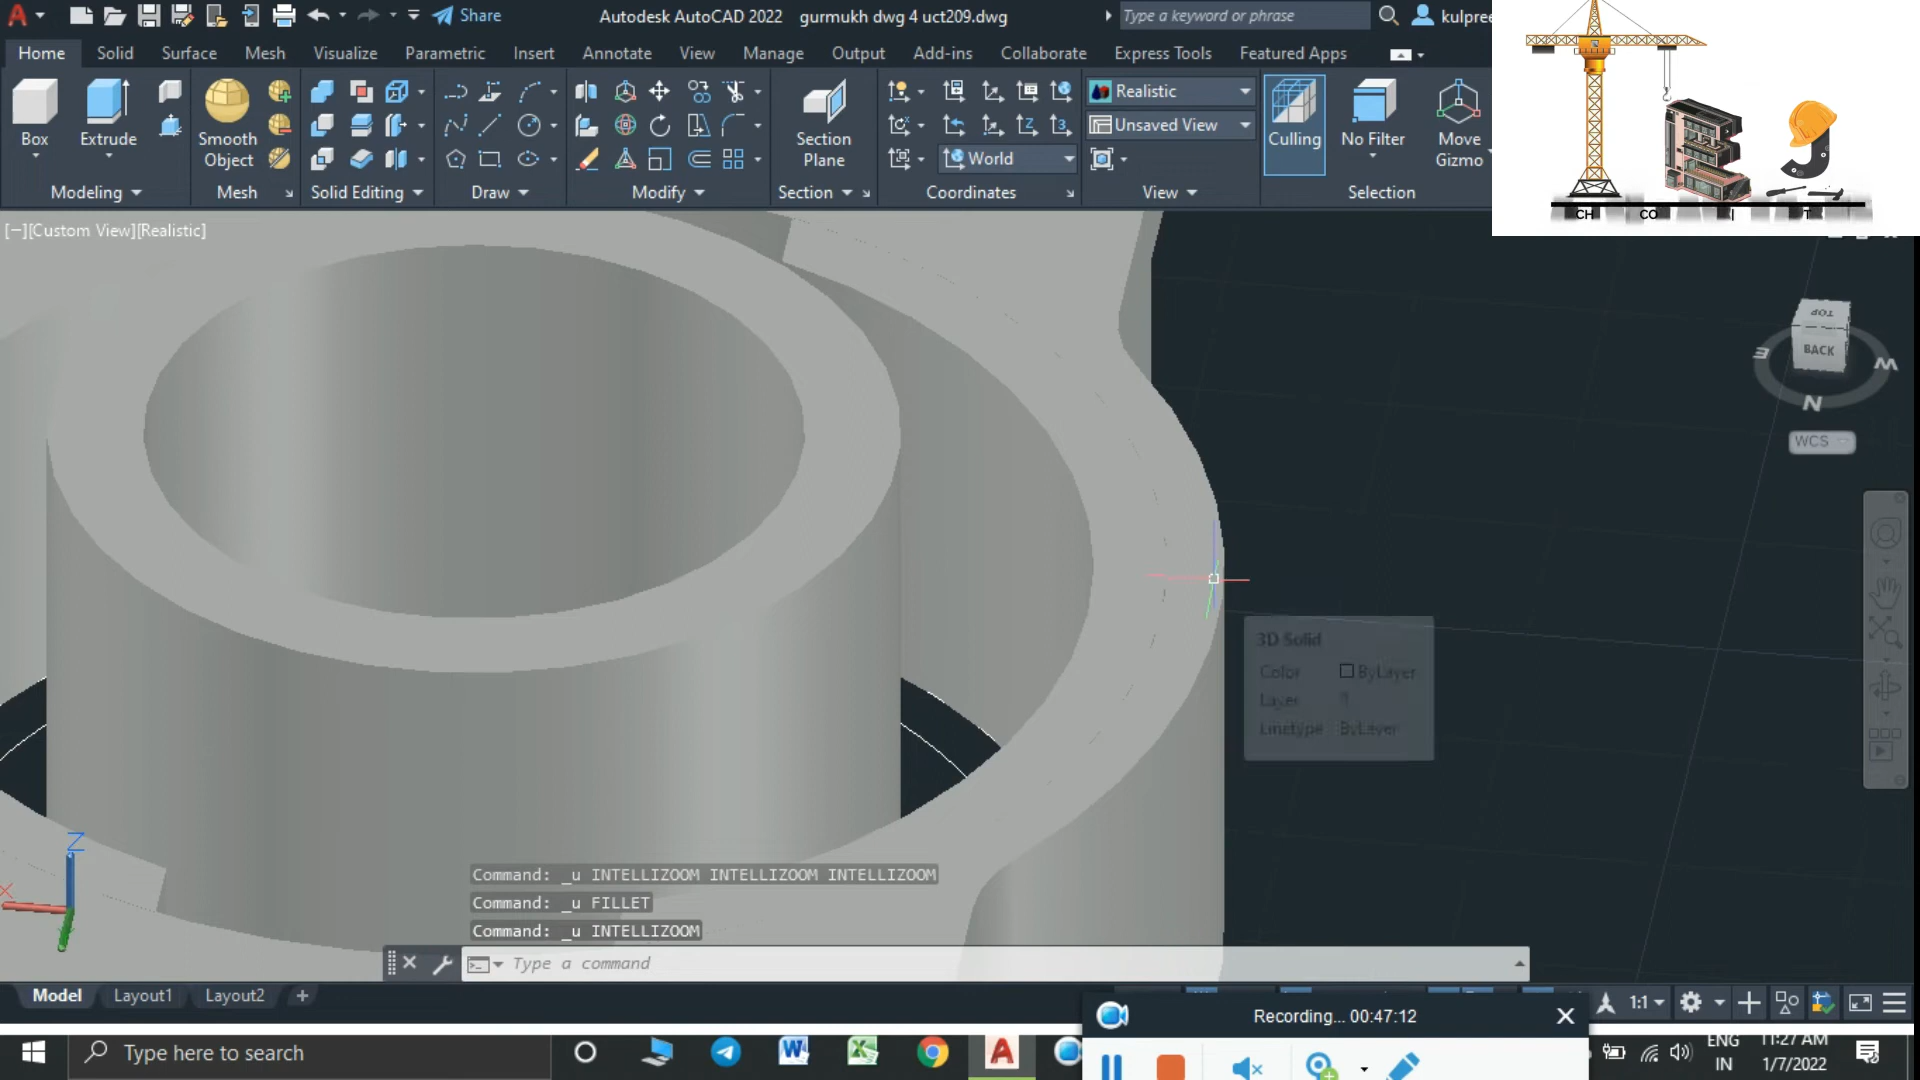 Share
Autodesk AutoCAD 2022 gurmukh dwg 4 uct209.dwg
Type a keyword or phrase
kulpree
Home Solid Surface Mesh Visualize Parametric Insert Annotate View Manage Output Add-ins Collaborate Express Tools Featured Apps
Realistic
Unsaved View
World
Box
Extrude
Smooth
Object
Section
Plane
Culling
No Filter
Move
Gizmo
Modeling
Mesh
Solid Editing
Draw
Modify
Section
Coordinates
View
Selection
CH CO I T
[−][Custom View][Realistic]
TOP
BACK
E
W
N
WCS
3D Solid
Color ByLayer
Layer
Linetype ByLayer
Z
X
Command: _u INTELLIZOOM INTELLIZOOM INTELLIZOOM
Command: _u FILLET
Command: _u INTELLIZOOM
Type a command
Model Layout1 Layout2 +
1:1
Recording... 00:47:12
Type here to search
ENG
IN
11:27 AM
1/7/2022